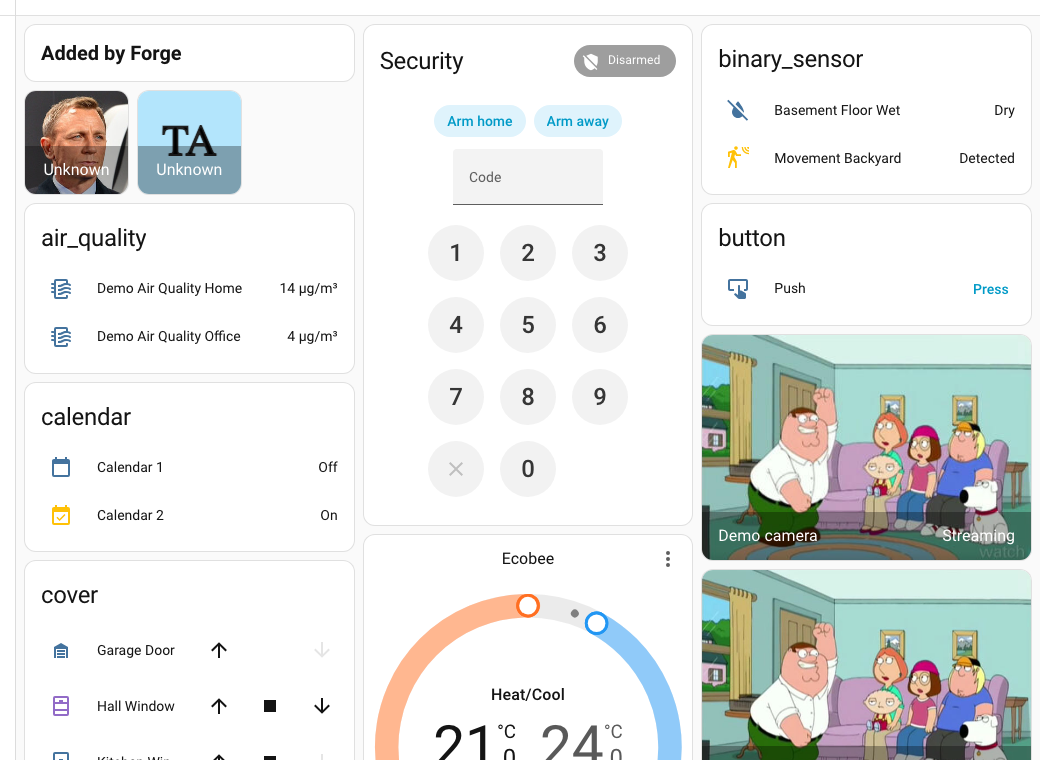 Added by Forge
Unknown
TA
Unknown
air_quality
Demo Air Quality Home 14 µg/m³
Demo Air Quality Office 4 µg/m³
calendar
Calendar 1 Off
Calendar 2 On
cover
Garage Door
Hall Window
Security Disarmed
Arm home Arm away
Code
1 2 3
4 5 6
7 8 9
0
Ecobee
Heat/Cool
21 °C 24 °C
binary_sensor
Basement Floor Wet Dry
Movement Backyard Detected
button
Push Press
Demo camera Streaming
watch